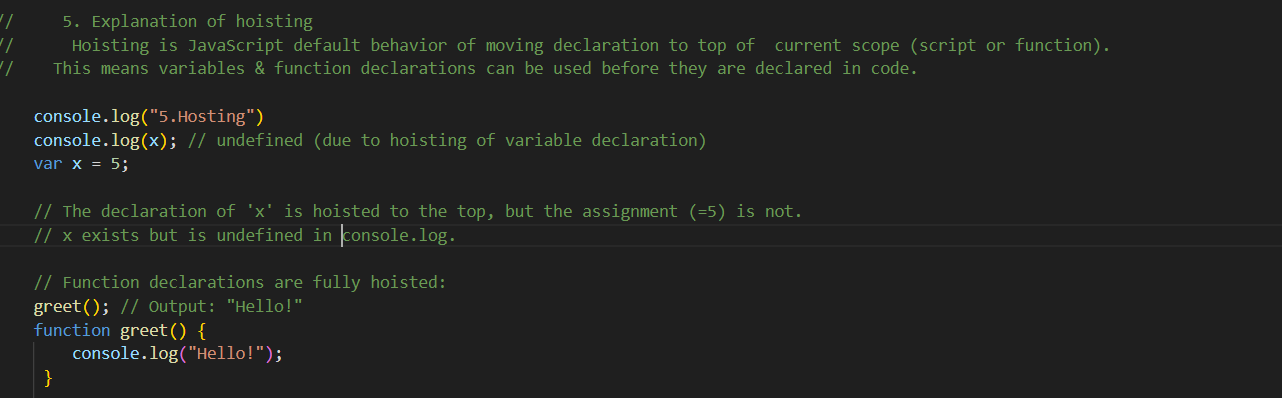 //     5. Explanation of hoisting
//      Hoisting is JavaScript default behavior of moving declaration to top of  current scope (script or function).
//    This means variables & function declarations can be used before they are declared in code.
console.log("5.Hosting")
console.log(x); // undefined (due to hoisting of variable declaration)
var x = 5;
// The declaration of 'x' is hoisted to the top, but the assignment (=5) is not.
// x exists but is undefined in console.log.
// Function declarations are fully hoisted:
greet(); // Output: "Hello!"
function greet() {
    console.log("Hello!");
 }